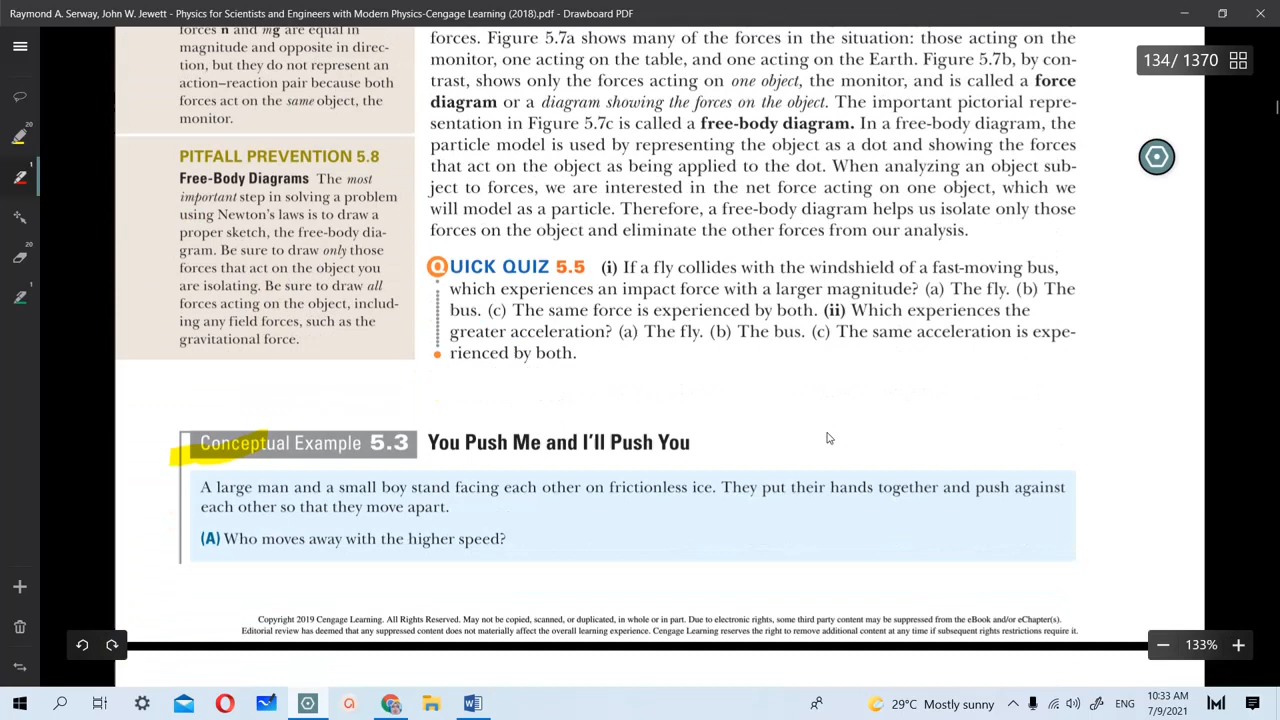 Raymond A. Serway, John W. Jewett - Physics for Scientists and Engineers with Modern Physics-Cengage Learning (2018).pdf - Drawboard PDF
134 / 1370
forces n and mg are equal in
magnitude and opposite in direc-
tion, but they do not represent an
action–reaction pair because both
forces act on the same object, the
monitor.
PITFALL PREVENTION 5.8
Free-Body Diagrams The most
important step in solving a problem
using Newton's laws is to draw a
proper sketch, the free-body dia-
gram. Be sure to draw only those
forces that act on the object you
are isolating. Be sure to draw all
forces acting on the object, includ-
ing any field forces, such as the
gravitational force.
forces. Figure 5.7a shows many of the forces in the situation: those acting on the
monitor, one acting on the table, and one acting on the Earth. Figure 5.7b, by con-
trast, shows only the forces acting on one object, the monitor, and is called a force
diagram or a diagram showing the forces on the object. The important pictorial repre-
sentation in Figure 5.7c is called a free-body diagram. In a free-body diagram, the
particle model is used by representing the object as a dot and showing the forces
that act on the object as being applied to the dot. When analyzing an object sub-
ject to forces, we are interested in the net force acting on one object, which we
will model as a particle. Therefore, a free-body diagram helps us isolate only those
forces on the object and eliminate the other forces from our analysis.
QUICK QUIZ 5.5 (i) If a fly collides with the windshield of a fast-moving bus,
which experiences an impact force with a larger magnitude? (a) The fly. (b) The
bus. (c) The same force is experienced by both. (ii) Which experiences the
greater acceleration? (a) The fly. (b) The bus. (c) The same acceleration is expe-
rienced by both.
Conceptual Example 5.3 You Push Me and I'll Push You
A large man and a small boy stand facing each other on frictionless ice. They put their hands together and push against
each other so that they move apart.
(A) Who moves away with the higher speed?
Copyright 2019 Cengage Learning. All Rights Reserved. May not be copied, scanned, or duplicated, in whole or in part. Due to electronic rights, some third party content may be suppressed from the eBook and/or eChapter(s).
Editorial review has deemed that any suppressed content does not materially affect the overall learning experience. Cengage Learning reserves the right to remove additional content at any time if subsequent rights restrictions require it.
20
1
20
1
133%
29°C Mostly sunny
ENG
10:33 AM
7/9/2021